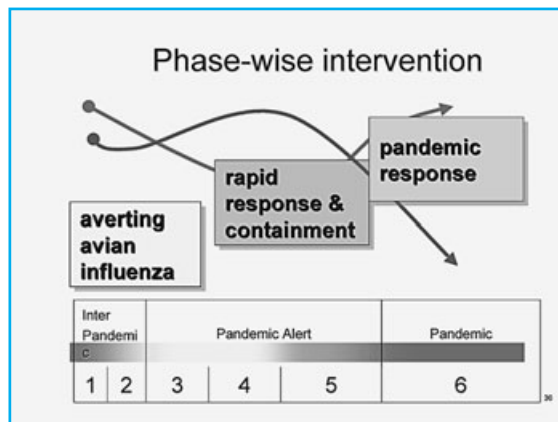 Phase-wise intervention
pandemic
response
rapid
response &
containment
averting
avian
influenza
Inter
Pandemi
c
Pandemic Alert
Pandemic
1 2 3 4 5 6